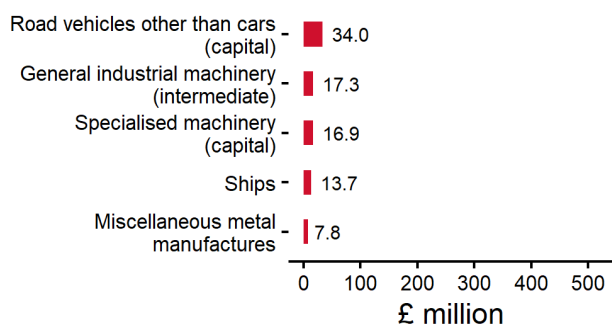 Road vehicles other than cars
(capital)
34.0
General industrial machinery
(intermediate)
17.3
Specialised machinery
(capital)
16.9
Ships
13.7
Miscellaneous metal
manufactures
7.8
0 100 200 300 400 500
£ million